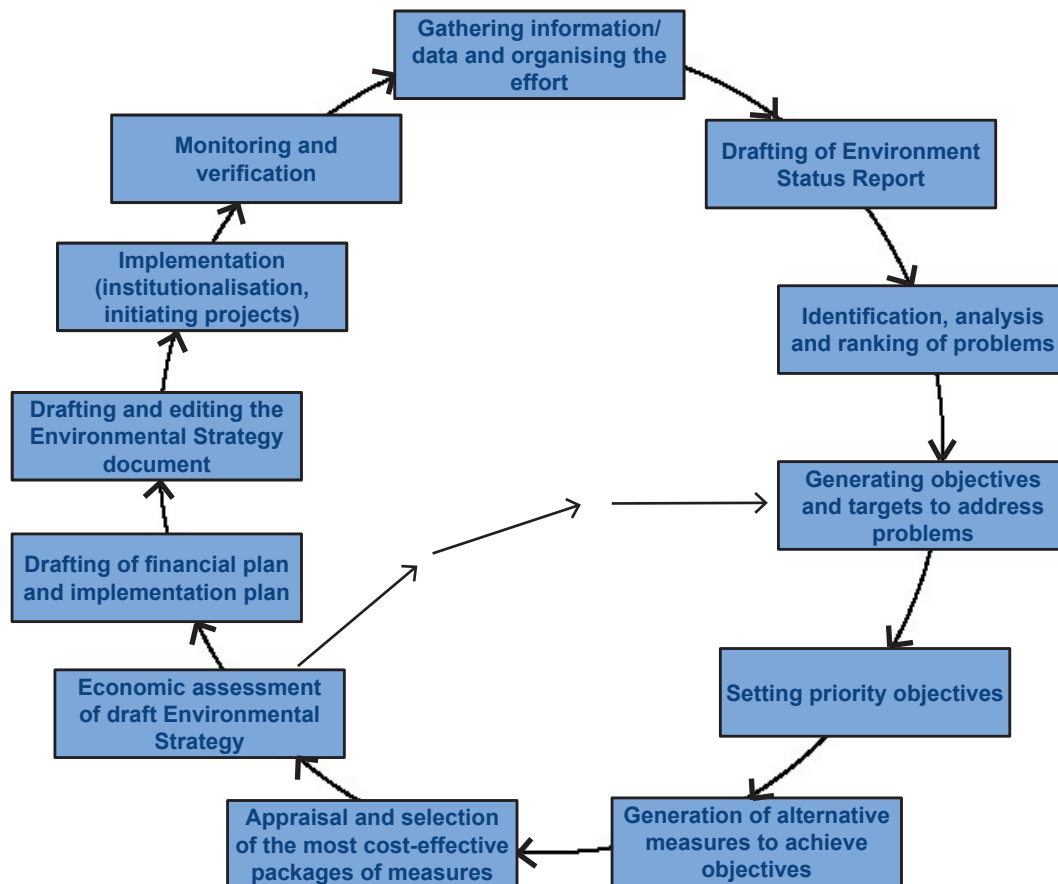 Gathering information/
data and organising the
effort
Drafting of Environment
Status Report
Identification, analysis
and ranking of problems
Generating objectives
and targets to address
problems
Setting priority objectives
Generation of alternative
measures to achieve
objectives
Appraisal and selection
of the most cost-effective
packages of measures
Economic assessment
of draft Environmental
Strategy
Drafting of financial plan
and implementation plan
Drafting and editing the
Environmental Strategy
document
Implementation
(institutionalisation,
initiating projects)
Monitoring and
verification